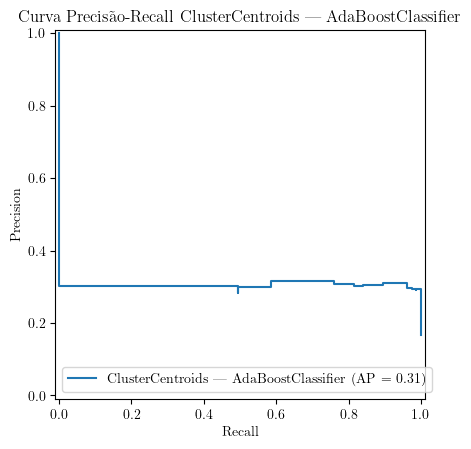 Curva Precisão-Recall ClusterCentroids — AdaBoostClassifier
1.0
0.8
0.6
0.4
0.2
0.0
Precision
ClusterCentroids — AdaBoostClassifier (AP = 0.31)
0.0 0.2 0.4 0.6 0.8 1.0
Recall